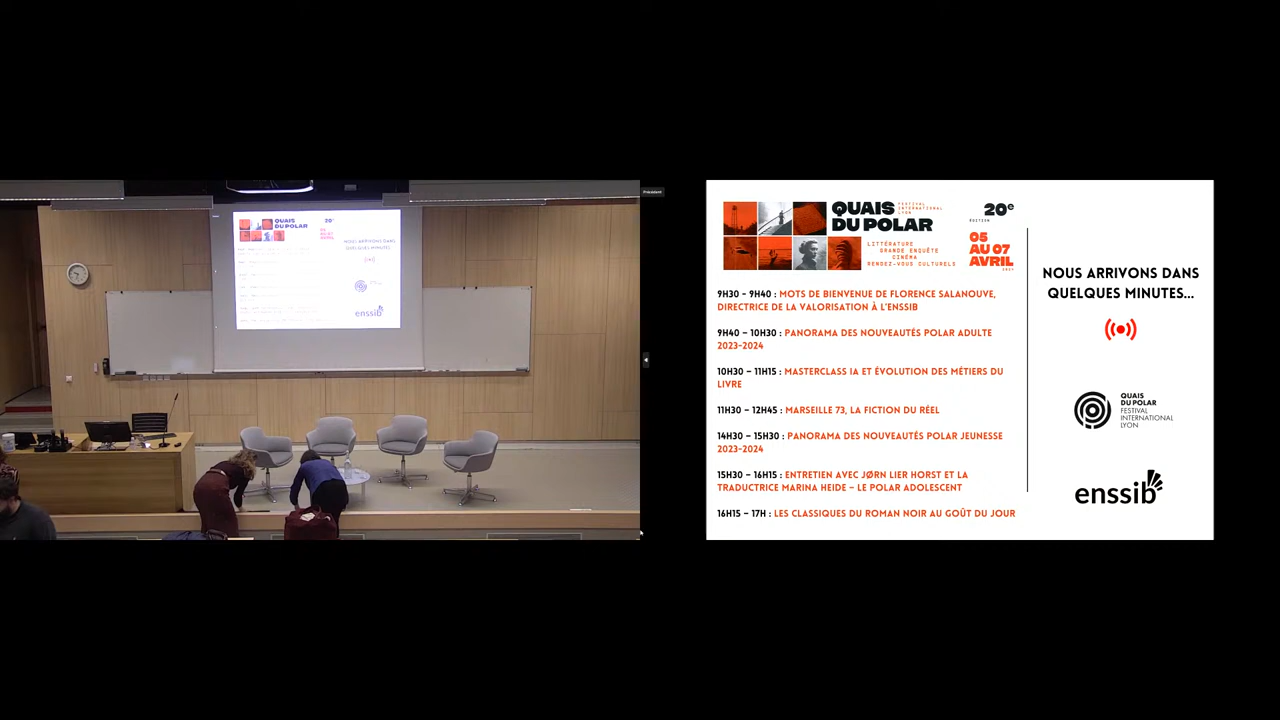 QUAIS
DU POLAR
enssib
Président
QUAIS
DU POLAR
FESTIVAL
INTERNATIONAL
LYON
20e
ÉDITION
LITTÉRATURE
GRANDE ENQUÊTE
CINÉMA
RENDEZ-VOUS CULTURELS
05
AU 07
AVRIL
9H30 - 9H40 : MOTS DE BIENVENUE DE FLORENCE SALANOUVE,
DIRECTRICE DE LA VALORISATION À L'ENSSIB
9H40 – 10H30 : PANORAMA DES NOUVEAUTÉS POLAR ADULTE
2023-2024
10H30 – 11H15 : MASTERCLASS IA ET ÉVOLUTION DES MÉTIERS DU
LIVRE
11H30 – 12H45 : MARSEILLE 73, LA FICTION DU RÉEL
14H30 – 15H30 : PANORAMA DES NOUVEAUTÉS POLAR JEUNESSE
2023-2024
15H30 – 16H15 : ENTRETIEN AVEC JØRN LIER HORST ET LA
TRADUCTRICE MARINA HEIDE – LE POLAR ADOLESCENT
16H15 – 17H : LES CLASSIQUES DU ROMAN NOIR AU GOÛT DU JOUR
NOUS ARRIVONS DANS
QUELQUES MINUTES...
QUAIS
DU POLAR
FESTIVAL
INTERNATIONAL
LYON
enssib